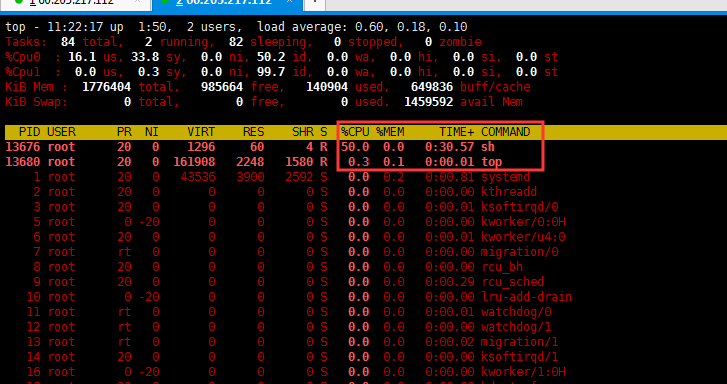 1 60.205.217.112 × 2 60.205.217.112 × +
top - 11:22:17 up  1:50,  2 users,  load average: 0.60, 0.18, 0.10
Tasks:  84 total,   2 running,  82 sleeping,   0 stopped,   0 zombie
%Cpu0  : 16.1 us, 33.8 sy,  0.0 ni, 50.2 id,  0.0 wa,  0.0 hi,  0.0 si,  0.0 st
%Cpu1  :  0.0 us,  0.3 sy,  0.0 ni, 99.7 id,  0.0 wa,  0.0 hi,  0.0 si,  0.0 st
KiB Mem :  1776404 total,   985664 free,   140904 used,   649836 buff/cache
KiB Swap:        0 total,        0 free,        0 used.  1459592 avail Mem
PID USER      PR  NI    VIRT    RES    SHR S %CPU %MEM     TIME+ COMMAND
13676 root      20   0    1296     60      4 R 50.0  0.0   0:30.57 sh
13680 root      20   0  161908   2248   1580 R  0.3  0.1   0:00.01 top
1 root      20   0   43536   3900   2592 S  0.0  0.2   0:00.81 systemd
2 root      20   0       0      0      0 S  0.0  0.0   0:00.00 kthreadd
3 root      20   0       0      0      0 S  0.0  0.0   0:00.01 ksoftirqd/0
5 root       0 -20       0      0      0 S  0.0  0.0   0:00.00 kworker/0:0H
6 root      20   0       0      0      0 S  0.0  0.0   0:00.01 kworker/u4:0
7 root      rt   0       0      0      0 S  0.0  0.0   0:00.00 migration/0
8 root      20   0       0      0      0 S  0.0  0.0   0:00.00 rcu_bh
9 root      20   0       0      0      0 S  0.0  0.0   0:00.29 rcu_sched
10 root       0 -20       0      0      0 S  0.0  0.0   0:00.00 lru-add-drain
11 root      rt   0       0      0      0 S  0.0  0.0   0:00.01 watchdog/0
12 root      rt   0       0      0      0 S  0.0  0.0   0:00.00 watchdog/1
13 root      rt   0       0      0      0 S  0.0  0.0   0:00.02 migration/1
14 root      20   0       0      0      0 S  0.0  0.0   0:00.00 ksoftirqd/1
16 root       0 -20       0      0      0 S  0.0  0.0   0:00.00 kworker/1:0H